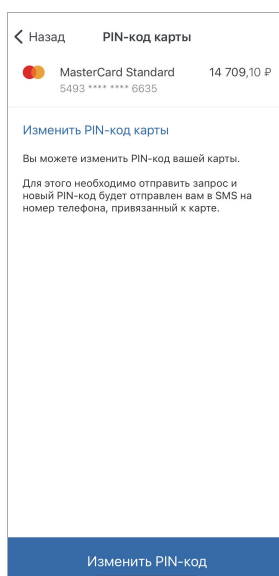 Назад
PIN-код карты
MasterCard Standard 14 709,10 ₽
5493 **** **** 6635
Изменить PIN-код карты
Вы можете изменить PIN-код вашей карты.
Для этого необходимо отправить запрос и
новый PIN-код будет отправлен вам в SMS на
номер телефона, привязанный к карте.
Изменить PIN-код